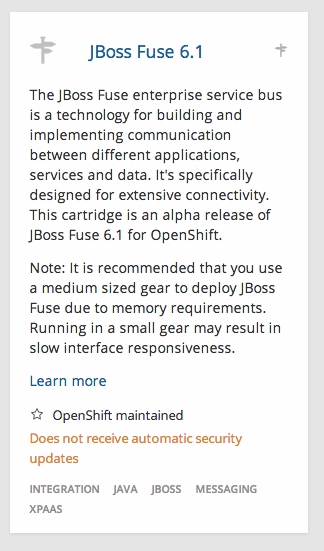 JBoss Fuse 6.1
The JBoss Fuse enterprise service bus
is a technology for building and
implementing communication
between different applications,
services and data. It's specifically
designed for extensive connectivity.
This cartridge is an alpha release of
JBoss Fuse 6.1 for OpenShift.
Note: It is recommended that you use
a medium sized gear to deploy JBoss
Fuse due to memory requirements.
Running in a small gear may result in
slow interface responsiveness.
Learn more
OpenShift maintained
Does not receive automatic security
updates
INTEGRATION JAVA JBOSS MESSAGING
XPAAS